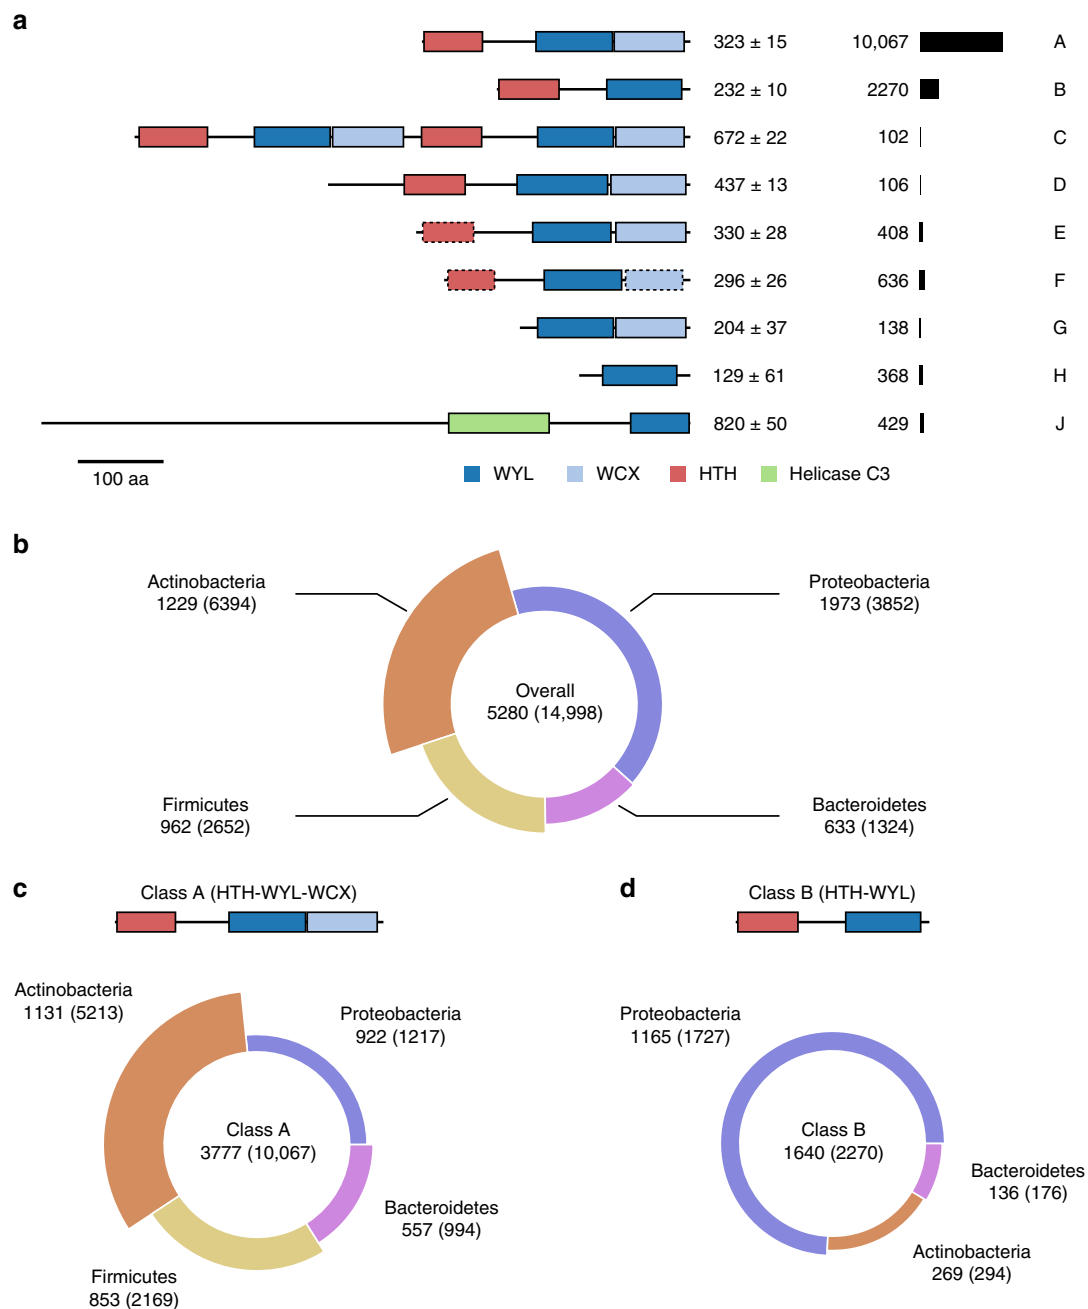 a
323 ± 15 10,067 A
232 ± 10 2270 B
672 ± 22 102 C
437 ± 13 106 D
330 ± 28 408 E
296 ± 26 636 F
204 ± 37 138 G
129 ± 61 368 H
820 ± 50 429 J
100 aa
WYL WCX HTH Helicase C3
b
Actinobacteria
1229 (6394)
Proteobacteria
1973 (3852)
Overall
5280 (14,998)
Firmicutes
962 (2652)
Bacteroidetes
633 (1324)
c
Class A (HTH-WYL-WCX)
Actinobacteria
1131 (5213)
Proteobacteria
922 (1217)
Class A
3777 (10,067)
Bacteroidetes
557 (994)
Firmicutes
853 (2169)
d
Class B (HTH-WYL)
Proteobacteria
1165 (1727)
Class B
1640 (2270)
Bacteroidetes
136 (176)
Actinobacteria
269 (294)